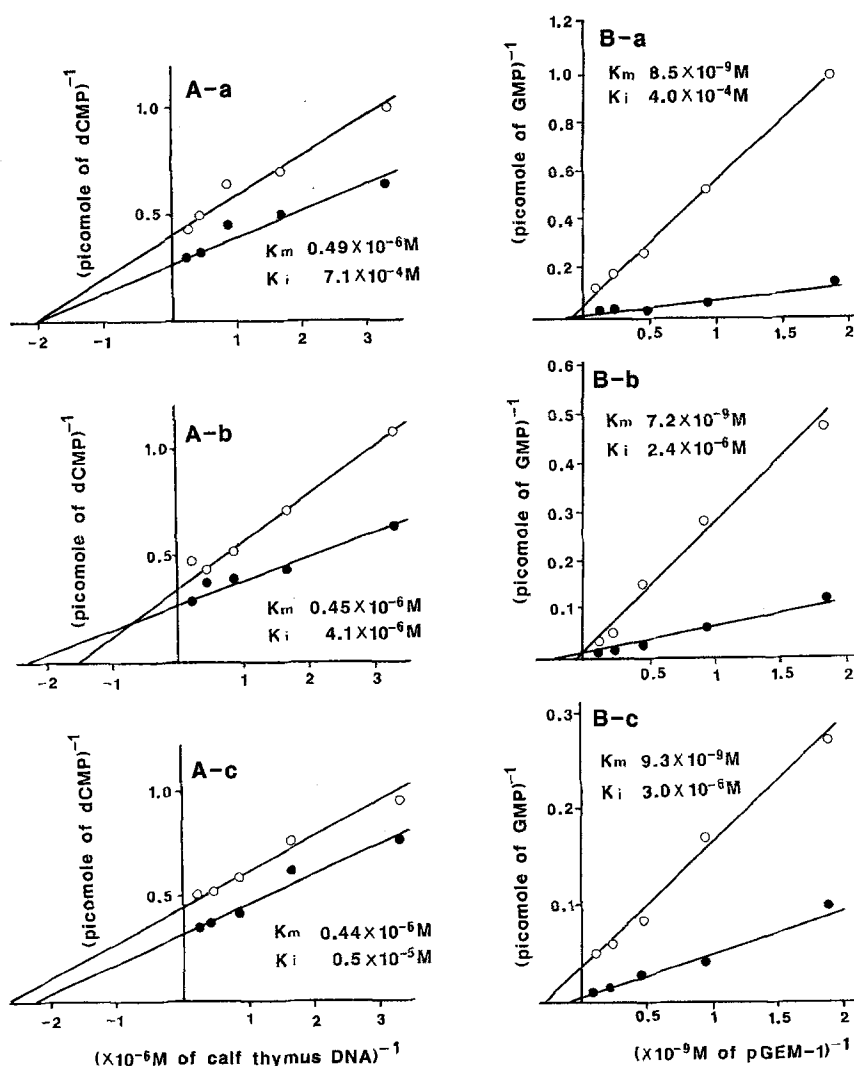 A-a
(picomole of dCMP)⁻¹
1.0
0.5
Km 0.49×10⁻⁶M
Ki 7.1×10⁻⁴M
-2 -1 1 2 3
B-a
(picomole of GMP)⁻¹
Km 8.5×10⁻⁹M
Ki 4.0×10⁻⁴M
1.2
1.0
0.8
0.6
0.4
0.2
0.5 1 1.5 2
A-b
(picomole of dCMP)⁻¹
1.0
0.5
Km 0.45×10⁻⁶M
Ki 4.1×10⁻⁶M
-2 -1 1 2 3
B-b
(picomole of GMP)⁻¹
Km 7.2×10⁻⁹M
Ki 2.4×10⁻⁶M
0.6
0.5
0.4
0.3
0.2
0.1
0.5 1 1.5 2
A-c
(picomole of dCMP)⁻¹
1.0
0.5
Km 0.44×10⁻⁶M
Ki 0.5×10⁻⁵M
-2 -1 1 2 3
(×10⁻⁶M of calf thymus DNA)⁻¹
B-c
(picamole of GMP)⁻¹
Km 9.3×10⁻⁹M
Ki 3.0×10⁻⁶M
0.3
0.2
0.1
0.5 1 1.5 2
(×10⁻⁹M of pGEM-1)⁻¹